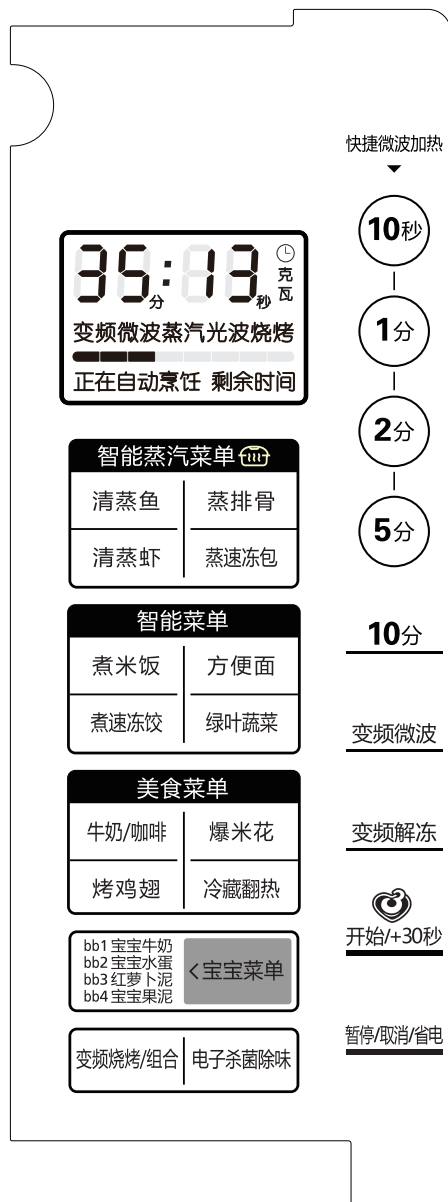 快捷微波加热
10秒
1分
2分
5分
10分
变频微波
变频解冻
开始/+30秒
暂停/取消/省电
35分:13秒
克
瓦
变频微波蒸汽光波烧烤
正在自动烹饪 剩余时间
智能蒸汽菜单
清蒸鱼 蒸排骨
清蒸虾 蒸速冻包
智能菜单
煮米饭 方便面
煮速冻饺 绿叶蔬菜
美食菜单
牛奶/咖啡 爆米花
烤鸡翅 冷藏翻热
bb1 宝宝牛奶
bb2 宝宝水蛋
bb3 红萝卜泥
bb4 宝宝果泥
<宝宝菜单
变频烧烤/组合 电子杀菌除味